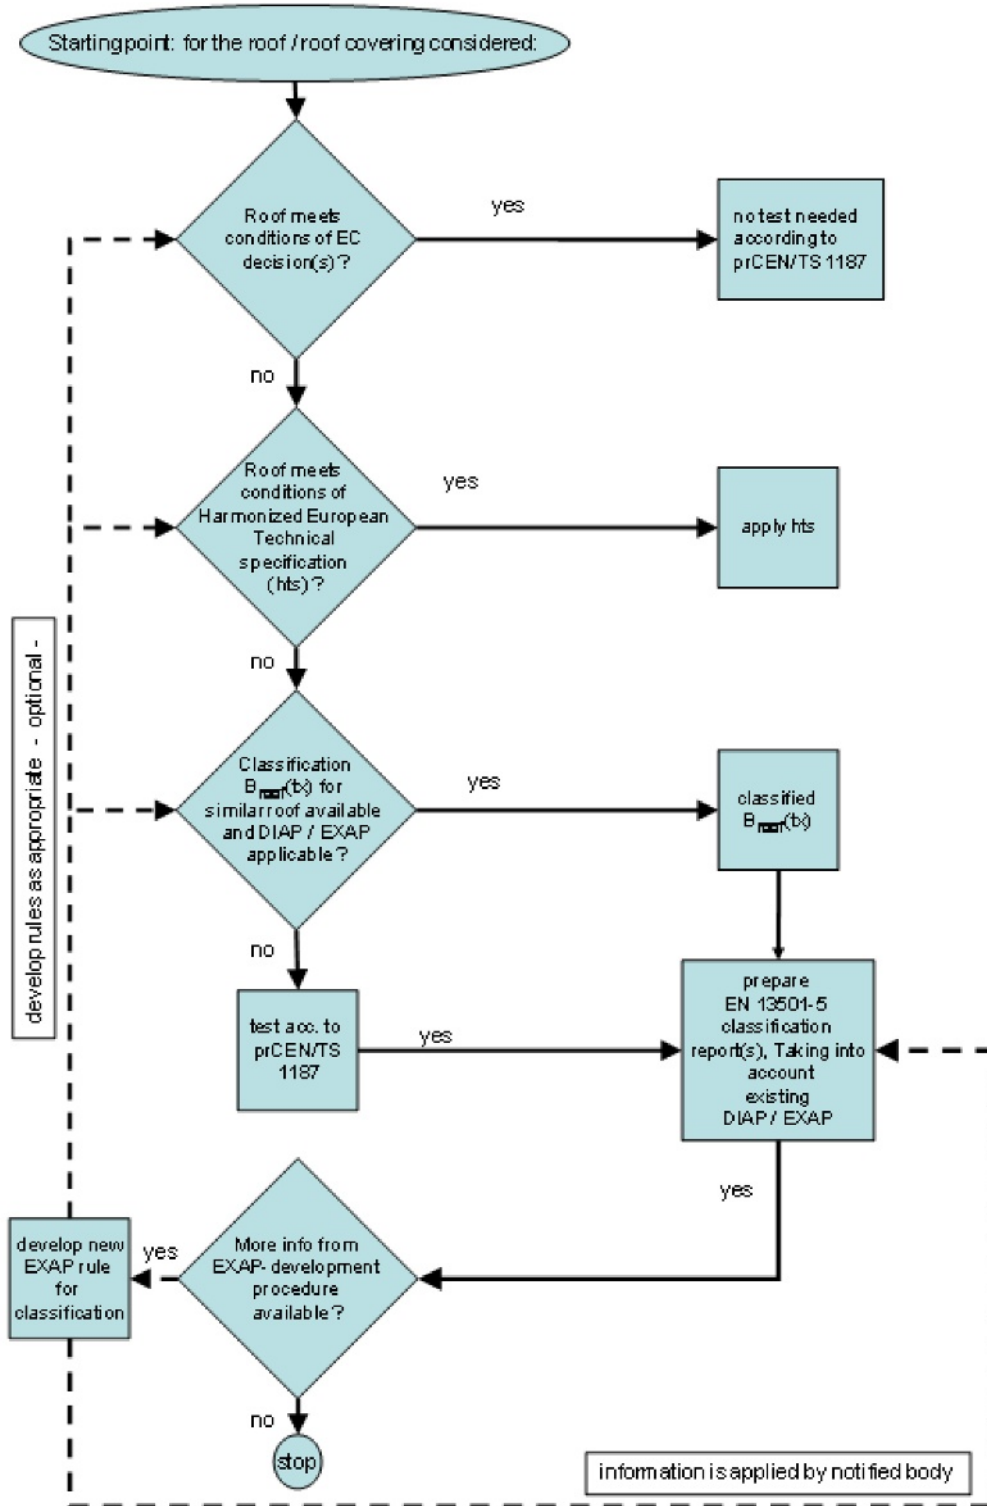 Starting point: for the roof / roof covering considered:
Roof meets
conditions of EC
decision(s) ?
yes
no test needed
according to
prCEN/TS 1187
no
Roof meets
conditions of
Harmonized European
Technical
specification
(hts) ?
yes
apply hts
no
Classification
Broof(tx) for
similar roof available
and DIAP / EXAP
applicable ?
yes
classified
Broof(tx)
no
test acc. to
prCEN/TS
1187
yes
prepare
EN 13501-5
classification
report(s), Taking into
account
existing
DIAP / EXAP
yes
More info from
EXAP- development
procedure
available ?
yes
develop new
EXAP rule
for
classification
no
stop
develop rules as appropriate - optional -
information is applied by notified body